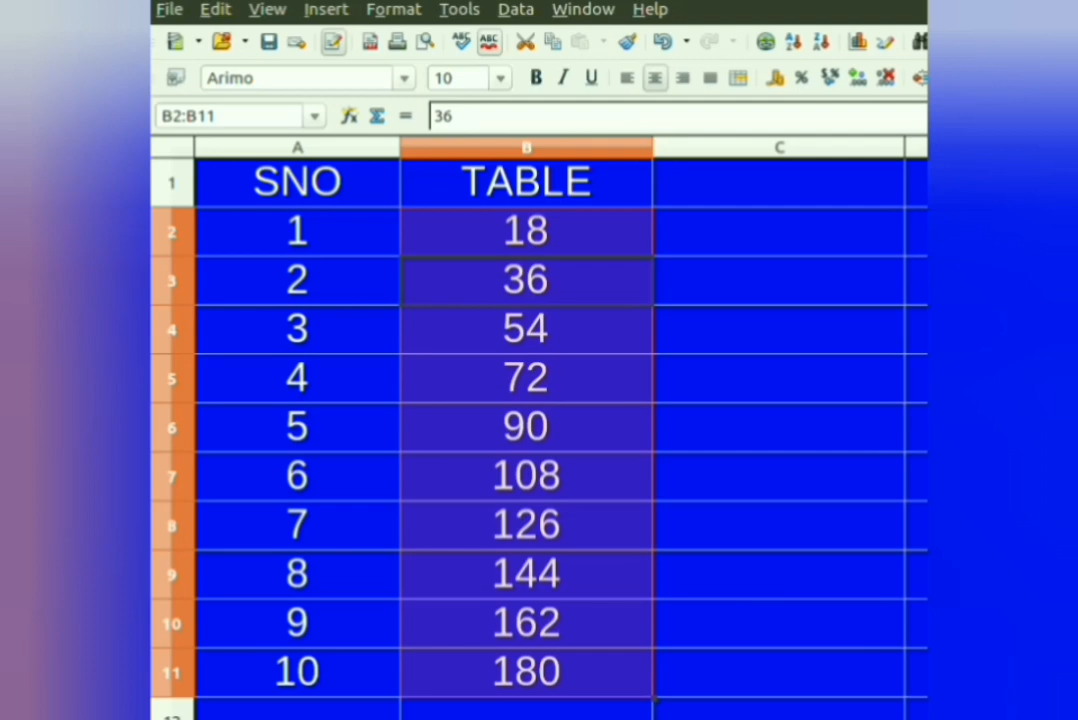 File Edit View Insert Format Tools Data Window Help
Arimo 10 B I U
B2:B11 = 36
A B C
1 SNO TABLE
2 1 18
3 2 36
4 3 54
5 4 72
6 5 90
7 6 108
8 7 126
9 8 144
10 9 162
11 10 180